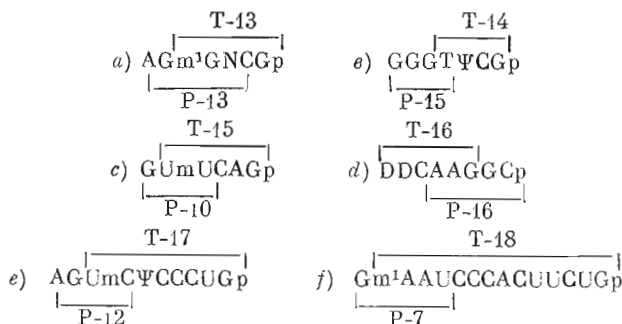 T-13 T-14
a) AGm¹GNCGp в) GGGTΨCGp
P-13 P-15
T-15 T-16
c) GUmUCAGp d) DDCAAGGCp
P-10 P-16
T-17 T-18
e) AGUmCΨCCCUGp f) Gm¹AAUCCCACUUCUGp
P-12 P-7